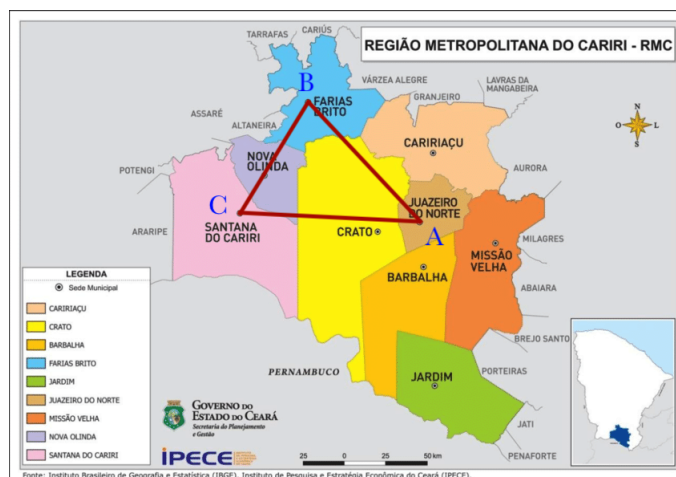 REGIÃO METROPOLITANA DO CARIRI - RMC
TARRAFAS
CARIÚS
B
FARIAS
BRITO
VÁRZEA ALEGRE
LAVRAS DA
MANGABEIRA
GRANJEIRO
ASSARÉ
ALTANEIRA
N
O
L
S
CARIRIAÇU
NOVA
OLINDA
POTENGI
AURORA
JUAZEIRO
DO NORTE
C
A
SANTANA
DO CARIRI
CRATO
ARARIPE
MILAGRES
MISSÃO
VELHA
BARBALHA
ABAIARA
BREJO SANTO
LEGENDA
Sede Municipal
CARIRIAÇU
CRATO
BARBALHA
FARIAS BRITO
JARDIM
JUAZEIRO DO NORTE
MISSÃO VELHA
NOVA OLINDA
SANTANA DO CARIRI
PERNAMBUCO
PORTEIRAS
JARDIM
JATI
PENAFORTE
GOVERNO DO
ESTADO DO CEARÁ
Secretaria do Planejamento
e Gestão
IPECE
25 0 25 50 km
Fonte: Instituto Brasileiro de Geografia e Estatística (IBGE), Instituto de Pesquisa e Estratégia Econômica do Ceará (IPECE).